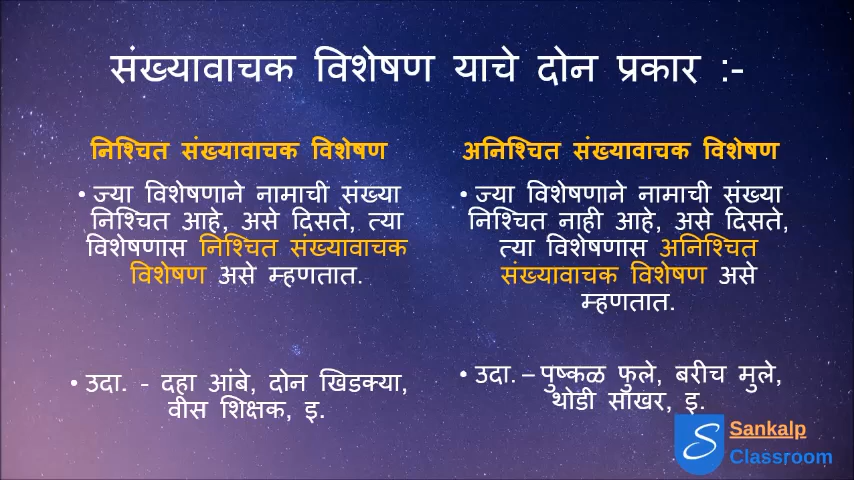 संख्यावाचक विशेषण याचे दोन प्रकार :-
निश्चित संख्यावाचक विशेषण
• ज्या विशेषणाने नामाची संख्या
निश्चित आहे, असे दिसते, त्या
विशेषणास निश्चित संख्यावाचक
विशेषण असे म्हणतात.
• उदा. - दहा आंबे, दोन खिडक्या,
वीस शिक्षक, इ.
अनिश्चित संख्यावाचक विशेषण
• ज्या विशेषणाने नामाची संख्या
निश्चित नाही आहे, असे दिसते,
त्या विशेषणास अनिश्चित
संख्यावाचक विशेषण असे
म्हणतात.
• उदा. – पुष्कळ फुले, बरीच मुले,
थोडी साखर, इ.
S Sankalp
Classroom